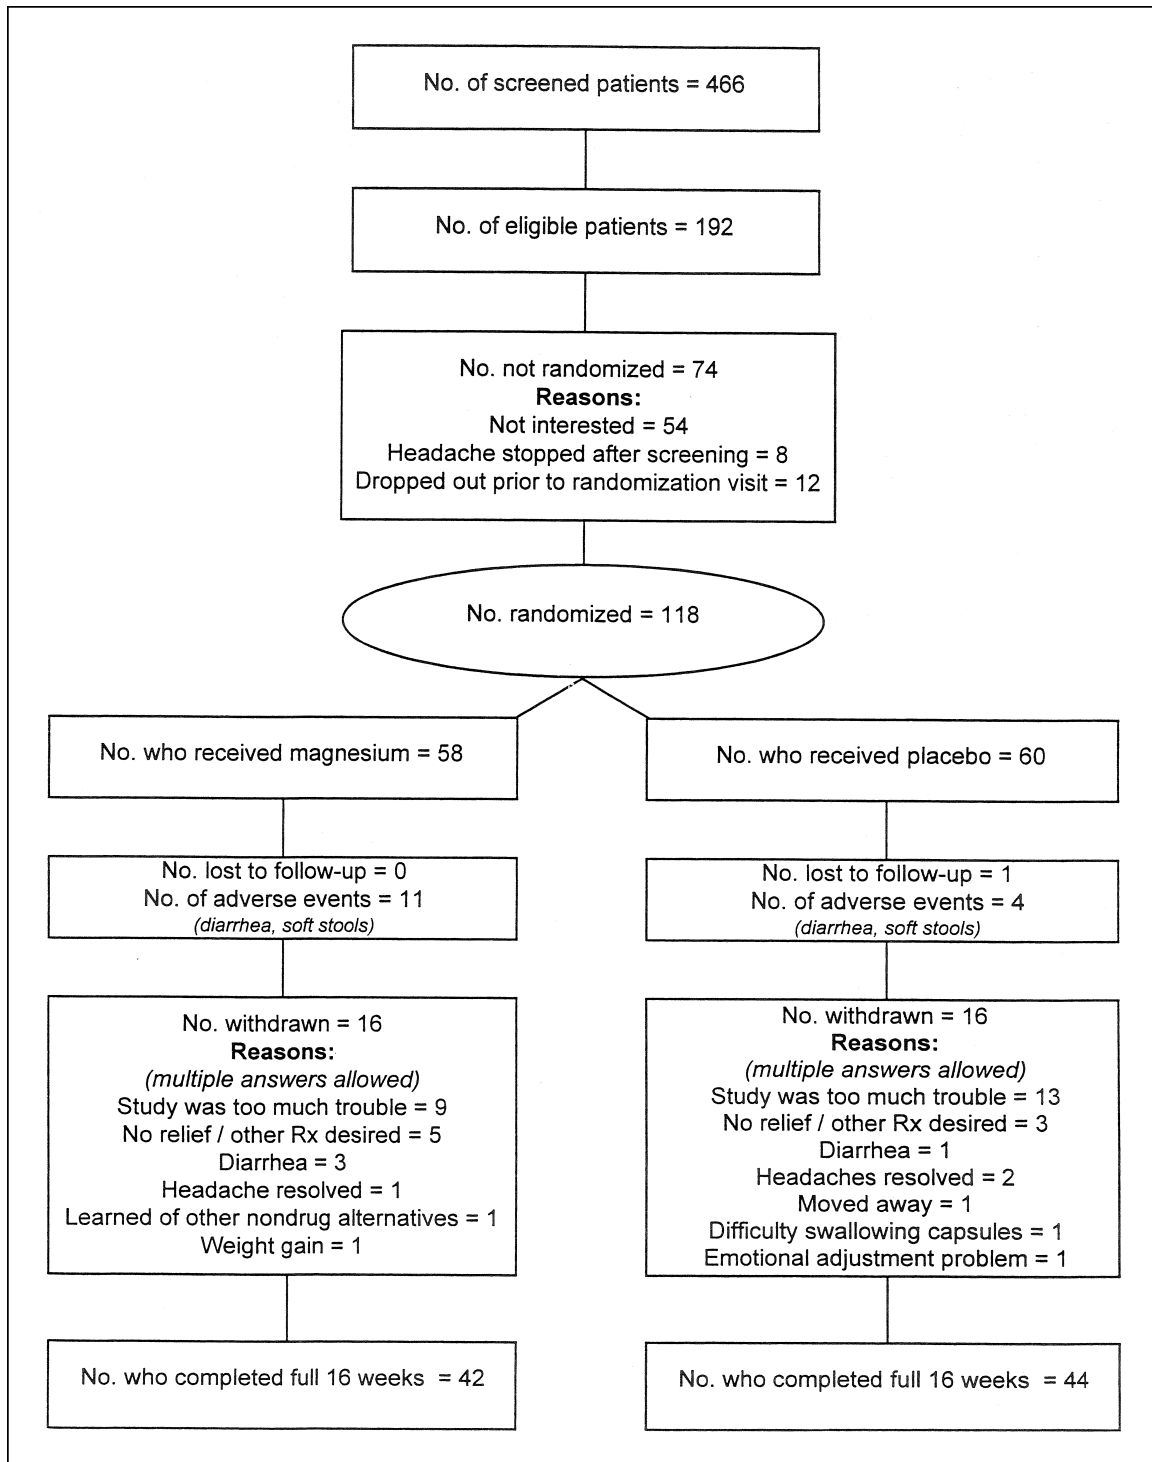 No. of screened patients = 466
No. of eligible patients = 192
No. not randomized = 74
Reasons:
Not interested = 54
Headache stopped after screening = 8
Dropped out prior to randomization visit = 12
No. randomized = 118
No. who received magnesium = 58
No. lost to follow-up = 0
No. of adverse events = 11
(diarrhea, soft stools)
No. withdrawn = 16
Reasons:
(multiple answers allowed)
Study was too much trouble = 9
No relief / other Rx desired = 5
Diarrhea = 3
Headache resolved = 1
Learned of other nondrug alternatives = 1
Weight gain = 1
No. who completed full 16 weeks = 42
No. who received placebo = 60
No. lost to follow-up = 1
No. of adverse events = 4
(diarrhea, soft stools)
No. withdrawn = 16
Reasons:
(multiple answers allowed)
Study was too much trouble = 13
No relief / other Rx desired = 3
Diarrhea = 1
Headaches resolved = 2
Moved away = 1
Difficulty swallowing capsules = 1
Emotional adjustment problem = 1
No. who completed full 16 weeks = 44